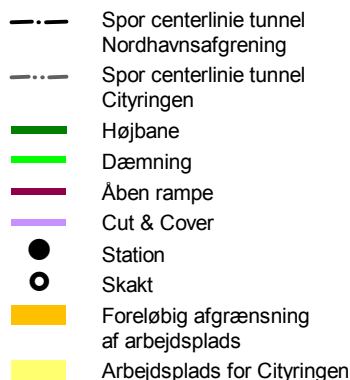 Spor centerlinie tunnel
Nordhavnsafgrening
Spor centerlinie tunnel
Cityringen
Højbane
Dæmning
Åben rampe
Cut & Cover
Station
Skakt
Foreløbig afgrænsning
af arbejdsplads
Arbejdsplads for Cityringen